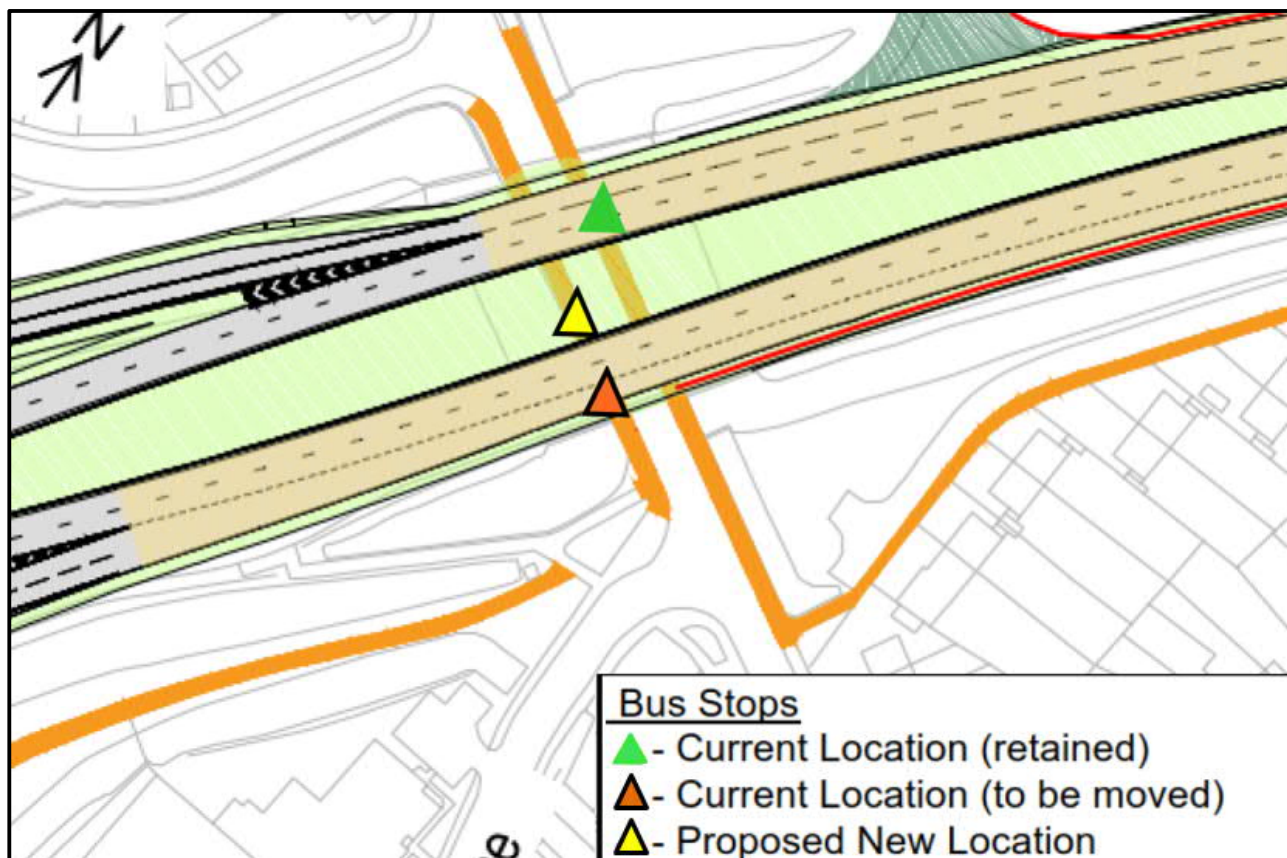 N
Bus Stops
- Current Location (retained)
- Current Location (to be moved)
- Proposed New Location